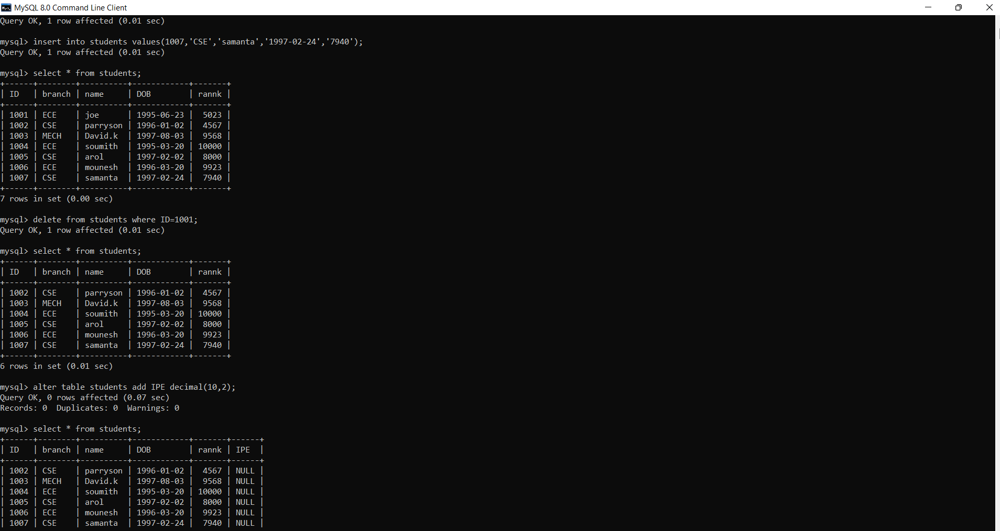 MySQL 8.0 Command Line Client
Query OK, 1 row affected (0.01 sec)
mysql> insert into students values(1007,'CSE','samanta','1997-02-24','7940');
Query OK, 1 row affected (0.01 sec)
mysql> select * from students;
+------+--------+----------+------------+-------+
| ID   | branch | name     | DOB        | rannk |
+------+--------+----------+------------+-------+
| 1001 | ECE    | joe      | 1995-06-23 |  5023 |
| 1002 | CSE    | parryson | 1996-01-02 |  4567 |
| 1003 | MECH   | David.k  | 1997-08-03 |  9568 |
| 1004 | ECE    | soumith  | 1995-03-20 | 10000 |
| 1005 | CSE    | arol     | 1997-02-02 |  8000 |
| 1006 | ECE    | mounesh  | 1996-03-20 |  9923 |
| 1007 | CSE    | samanta  | 1997-02-24 |  7940 |
+------+--------+----------+------------+-------+
7 rows in set (0.00 sec)
mysql> delete from students where ID=1001;
Query OK, 1 row affected (0.01 sec)
mysql> select * from students;
+------+--------+----------+------------+-------+
| ID   | branch | name     | DOB        | rannk |
+------+--------+----------+------------+-------+
| 1002 | CSE    | parryson | 1996-01-02 |  4567 |
| 1003 | MECH   | David.k  | 1997-08-03 |  9568 |
| 1004 | ECE    | soumith  | 1995-03-20 | 10000 |
| 1005 | CSE    | arol     | 1997-02-02 |  8000 |
| 1006 | ECE    | mounesh  | 1996-03-20 |  9923 |
| 1007 | CSE    | samanta  | 1997-02-24 |  7940 |
+------+--------+----------+------------+-------+
6 rows in set (0.01 sec)
mysql> alter table students add IPE decimal(10,2);
Query OK, 0 rows affected (0.07 sec)
Records: 0  Duplicates: 0  Warnings: 0
mysql> select * from students;
+------+--------+----------+------------+-------+------+
| ID   | branch | name     | DOB        | rannk | IPE  |
+------+--------+----------+------------+-------+------+
| 1002 | CSE    | parryson | 1996-01-02 |  4567 | NULL |
| 1003 | MECH   | David.k  | 1997-08-03 |  9568 | NULL |
| 1004 | ECE    | soumith  | 1995-03-20 | 10000 | NULL |
| 1005 | CSE    | arol     | 1997-02-02 |  8000 | NULL |
| 1006 | ECE    | mounesh  | 1996-03-20 |  9923 | NULL |
| 1007 | CSE    | samanta  | 1997-02-24 |  7940 | NULL |